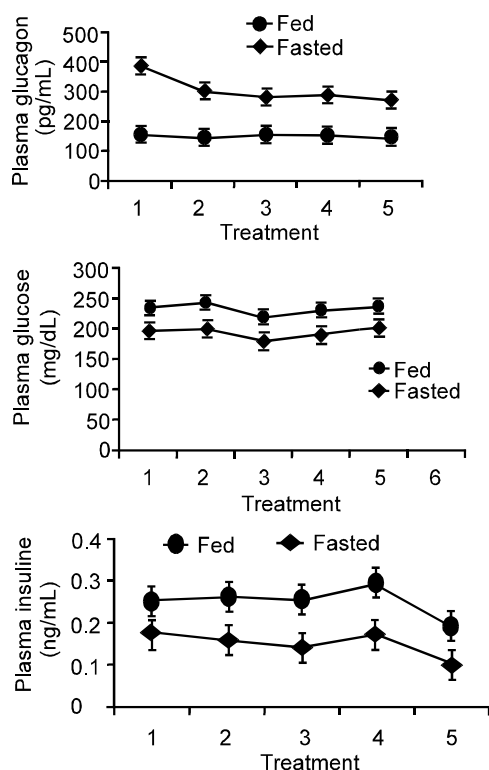 Fed
Fasted
Plasma glucagon
(pg/mL)
500
400
300
200
100
0
1 2 3 4 5
Treatment
Plasma glucose
(mg/dL)
300
250
200
150
100
50
0
Fed
Fasted
1 2 3 4 5 6
Treatment
Plasma insuline
(ng/mL)
Fed Fasted
0.4
0.3
0.2
0.1
0
1 2 3 4 5
Treatment